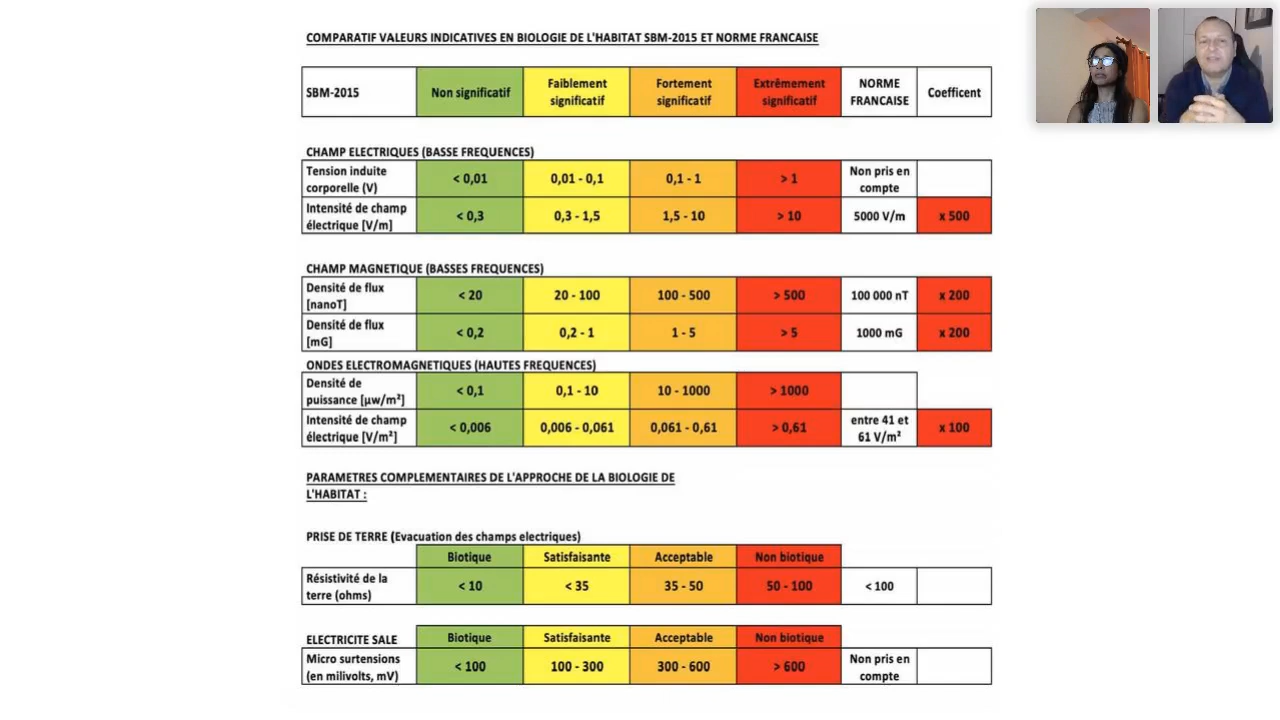 COMPARATIF VALEURS INDICATIVES EN BIOLOGIE DE L'HABITAT SBM-2015 ET NORME FRANCAISE
SBM-2015 Non significatif Faiblement significatif Fortement significatif Extrêmement significatif NORME FRANCAISE Coefficent
CHAMP ELECTRIQUES (BASSE FREQUENCES)
Tension induite corporelle (V) < 0,01 0,01 - 0,1 0,1 - 1 > 1 Non pris en compte
Intensité de champ électrique [V/m] < 0,3 0,3 - 1,5 1,5 - 10 > 10 5000 V/m x 500
CHAMP MAGNETIQUE (BASSES FREQUENCES)
Densité de flux [nanoT] < 20 20 - 100 100 - 500 > 500 100 000 nT x 200
Densité de flux [mG] < 0,2 0,2 - 1 1 - 5 > 5 1000 mG x 200
ONDES ELECTROMAGNETIQUES (HAUTES FREQUENCES)
Densité de puissance [µw/m²] < 0,1 0,1 - 10 10 - 1000 > 1000
Intensité de champ électrique [V/m²] < 0,006 0,006 - 0,061 0,061 - 0,61 > 0,61 entre 41 et 61 V/m² x 100
PARAMETRES COMPLEMENTAIRES DE L'APPROCHE DE LA BIOLOGIE DE
L'HABITAT :
PRISE DE TERRE (Evacuation des champs electriques)
Biotique Satisfaisante Acceptable Non biotique
Résistivité de la terre (ohms) < 10 < 35 35 - 50 50 - 100 < 100
ELECTRICITE SALE Biotique Satisfaisante Acceptable Non biotique
Micro surtensions (en milivolts, mV) < 100 100 - 300 300 - 600 > 600 Non pris en compte